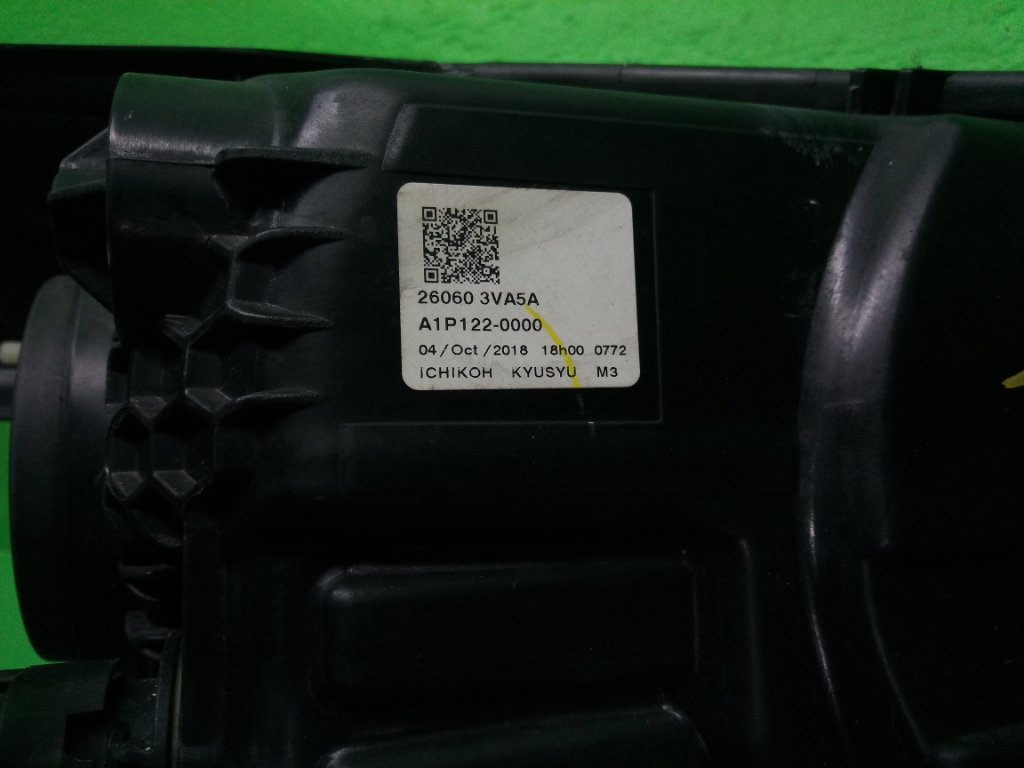 26060 3VA5A
A1P122-0000
04/Oct/2018 18h00 0772
ICHIKOH KYUSYU M3